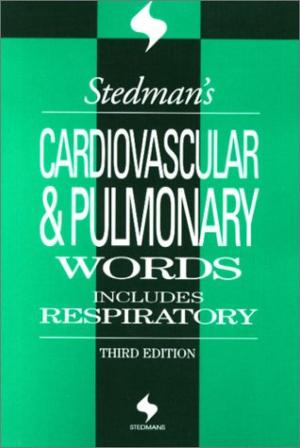 Stedman's
CARDIOVASCULAR
& PULMONARY
WORDS
INCLUDES
RESPIRATORY
THIRD EDITION
STEDMANS